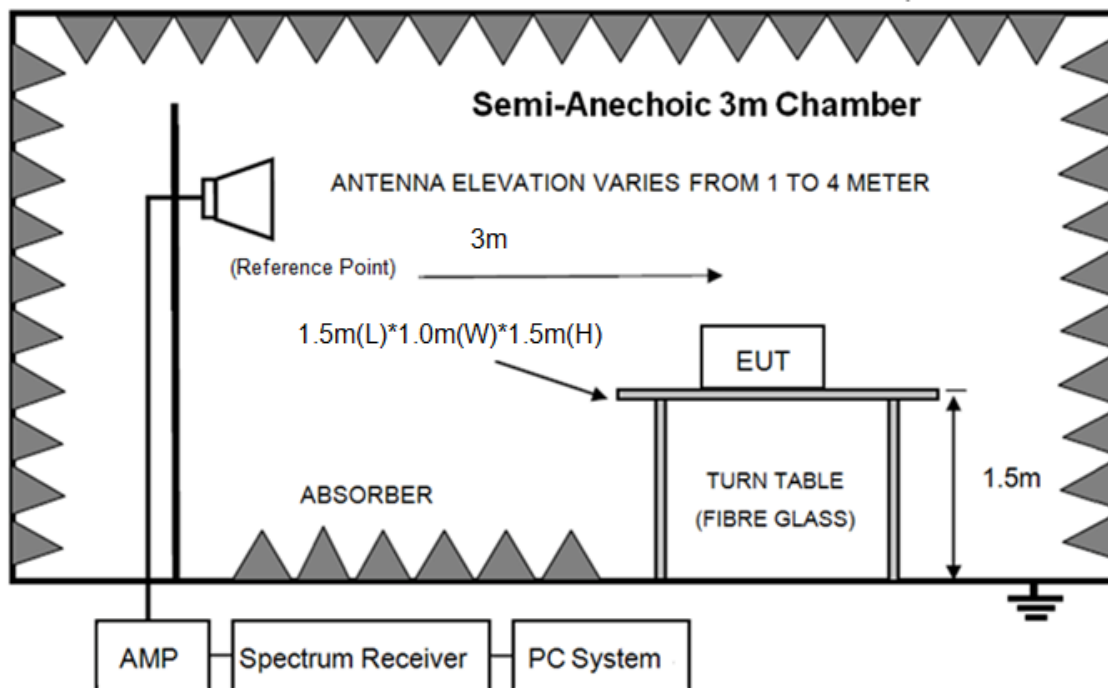 Semi-Anechoic 3m Chamber
ANTENNA ELEVATION VARIES FROM 1 TO 4 METER
3m
(Reference Point)
1.5m(L)*1.0m(W)*1.5m(H)
EUT
ABSORBER
TURN TABLE
(FIBRE GLASS)
1.5m
AMP
Spectrum Receiver
PC System